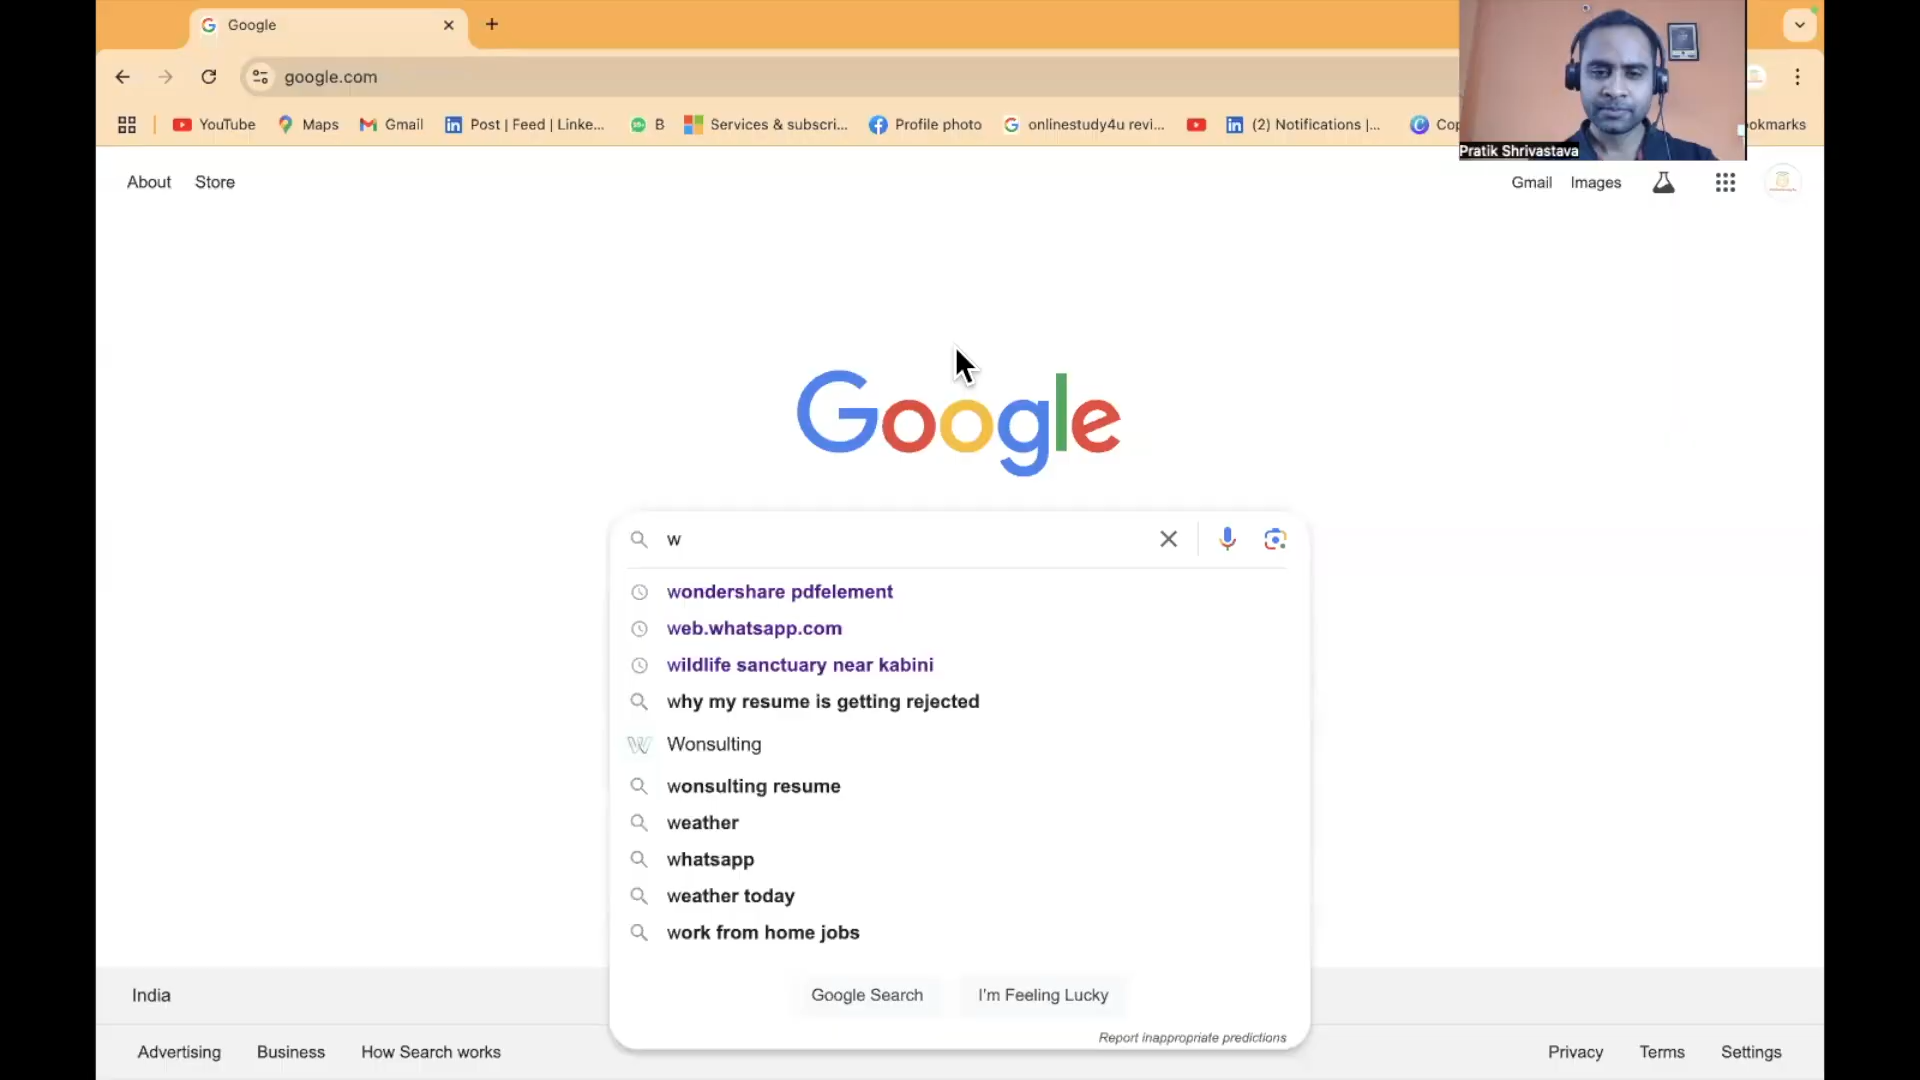 Google
google.com
YouTube
Maps
Gmail
Post | Feed | Linke...
B
Services & subscri...
Profile photo
onlinestudy4u revi...
(2) Notifications |...
Pratik Shrivastava
About
Store
Gmail
Images
Google
w
wondershare pdfelement
web.whatsapp.com
wildlife sanctuary near kabini
why my resume is getting rejected
Wonsulting
wonsulting resume
weather
whatsapp
weather today
work from home jobs
Google Search
I'm Feeling Lucky
Report inappropriate predictions
India
Advertising
Business
How Search works
Privacy
Terms
Settings